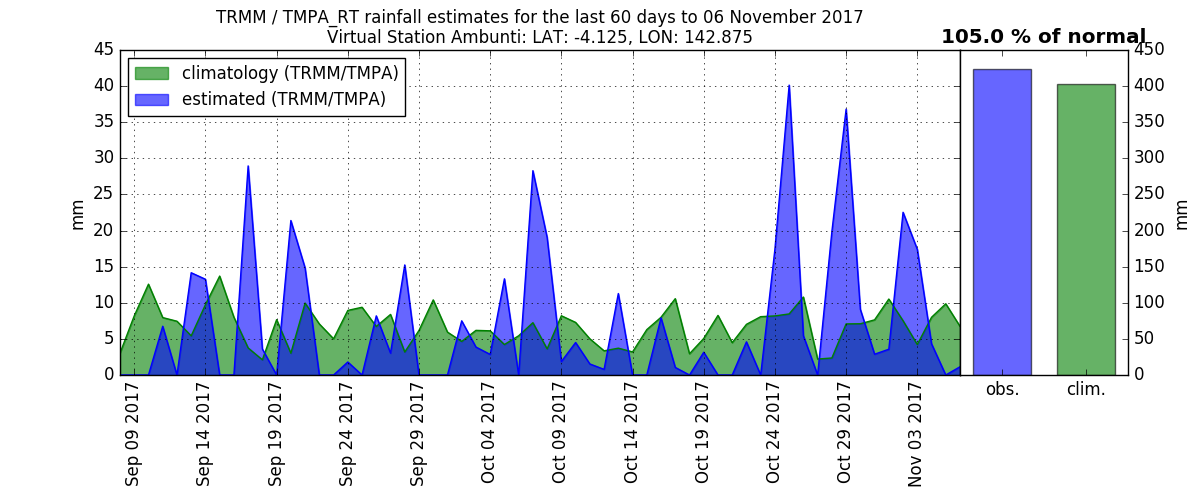 TRMM / TMPA_RT rainfall estimates for the last 60 days to 06 November 2017
Virtual Station Ambunti: LAT: -4.125, LON: 142.875
105.0 % of normal
climatology (TRMM/TMPA)
estimated (TRMM/TMPA)
45
40
35
30
25
20
15
10
5
0
mm
Sep 09 2017
Sep 14 2017
Sep 19 2017
Sep 24 2017
Sep 29 2017
Oct 04 2017
Oct 09 2017
Oct 14 2017
Oct 19 2017
Oct 24 2017
Oct 29 2017
Nov 03 2017
obs.
clim.
450
400
350
300
250
200
150
100
50
0
mm